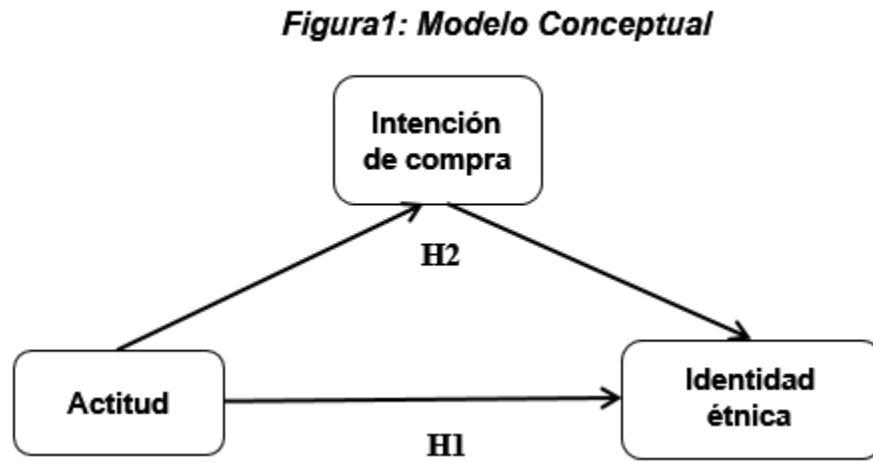 Figura1: Modelo Conceptual
Intención
de compra
H2
Actitud
Identidad
étnica
H1